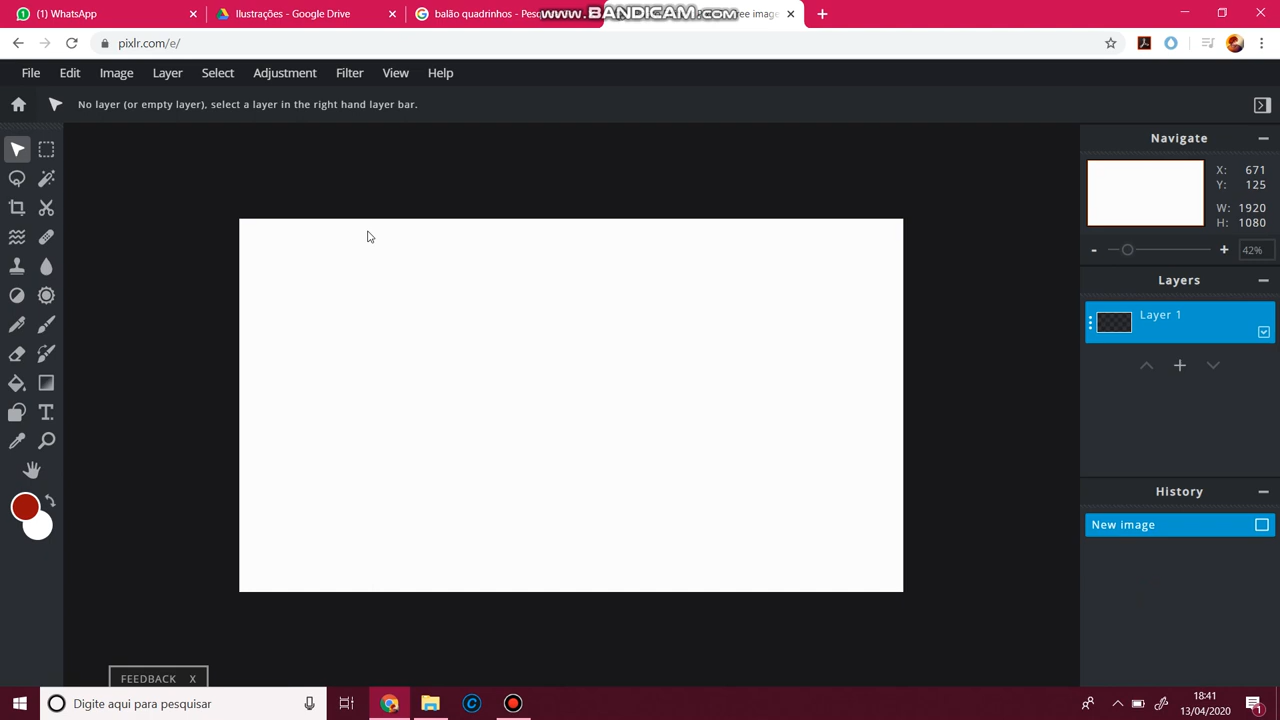 (1) WhatsApp
Ilustrações - Google Drive
balão quadrinhos - Pesq
www.BANDICAM.com
ree image
pixlr.com/e/
File Edit Image Layer Select Adjustment Filter View Help
No layer (or empty layer), select a layer in the right hand layer bar.
Navigate
X: 671
Y: 125
W: 1920
H: 1080
- + 42%
Layers
Layer 1
History
New image
FEEDBACK X
Digite aqui para pesquisar
18:41
13/04/2020
1